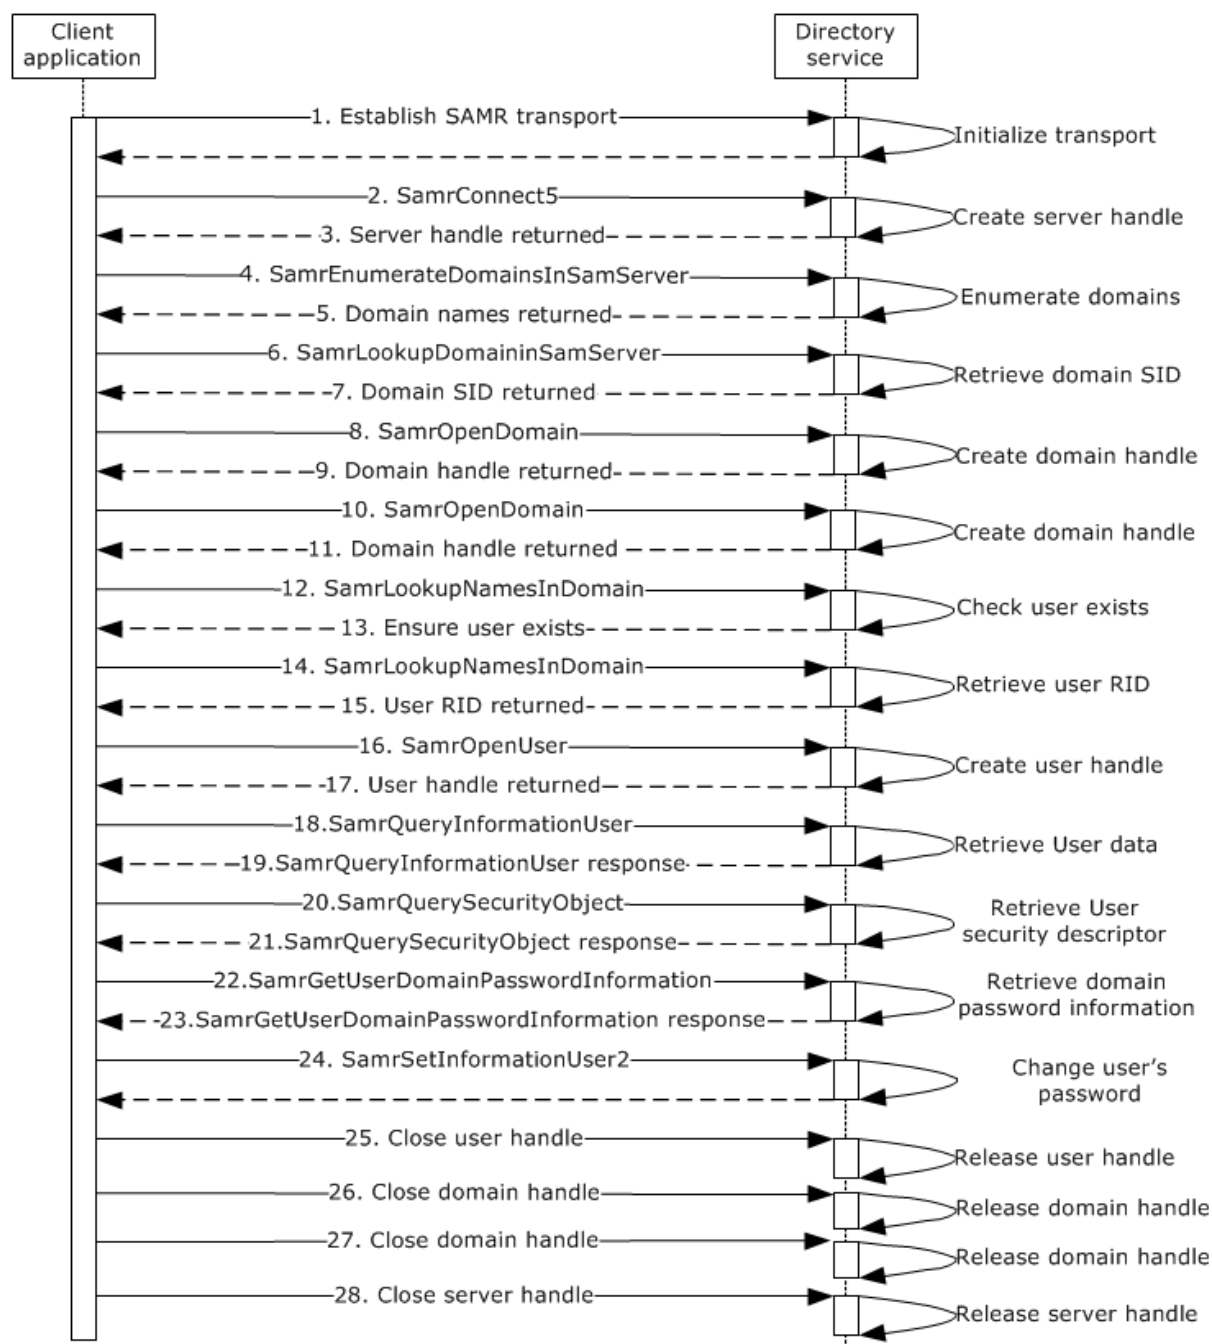 Client
application
Directory
service
1. Establish SAMR transport
Initialize transport
2. SamrConnect5
Create server handle
3. Server handle returned
4. SamrEnumerateDomainsInSamServer
Enumerate domains
5. Domain names returned
6. SamrLookupDomaininSamServer
Retrieve domain SID
7. Domain SID returned
8. SamrOpenDomain
Create domain handle
9. Domain handle returned
10. SamrOpenDomain
Create domain handle
11. Domain handle returned
12. SamrLookupNamesInDomain
Check user exists
13. Ensure user exists
14. SamrLookupNamesInDomain
Retrieve user RID
15. User RID returned
16. SamrOpenUser
Create user handle
17. User handle returned
18.SamrQueryInformationUser
Retrieve User data
19.SamrQueryInformationUser response
20.SamrQuerySecurityObject
Retrieve User
security descriptor
21.SamrQuerySecurityObject response
22.SamrGetUserDomainPasswordInformation
Retrieve domain
password information
23.SamrGetUserDomainPasswordInformation response
24. SamrSetInformationUser2
Change user's
password
25. Close user handle
Release user handle
26. Close domain handle
Release domain handle
27. Close domain handle
Release domain handle
28. Close server handle
Release server handle